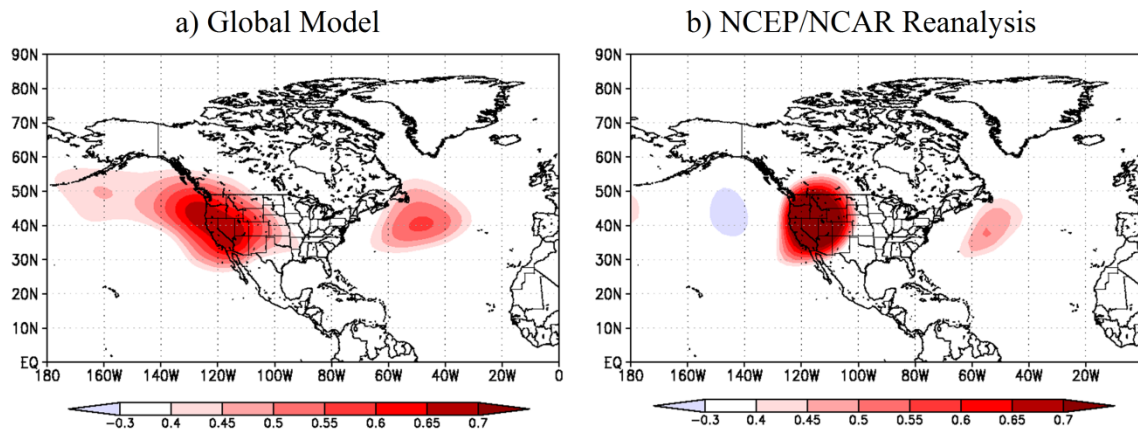 a) Global Model
90N
80N
70N
60N
50N
40N
30N
20N
10N
EQ
180 160W 140W 120W 100W 80W 60W 40W 20W 0
-0.3 0.4 0.45 0.5 0.55 0.6 0.65 0.7
b) NCEP/NCAR Reanalysis
90N
80N
70N
60N
50N
40N
30N
20N
10N
EQ
180 160W 140W 120W 100W 80W 60W 40W 20W
-0.3 0.4 0.45 0.5 0.55 0.6 0.65 0.7